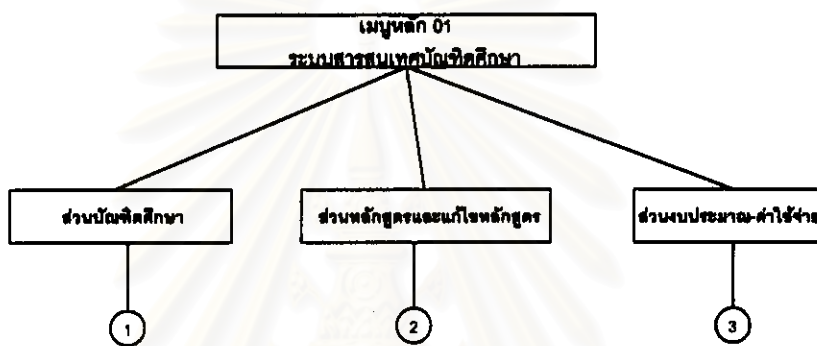 เมนูหลัก 01
ระบบสารสนเทศบัณฑิตศึกษา
ส่วนบัณฑิตศึกษา
ส่วนหลักสูตรและแก้ไขหลักสูตร
ส่วนงบประมาณ-ค่าใช้จ่าย
1
2
3